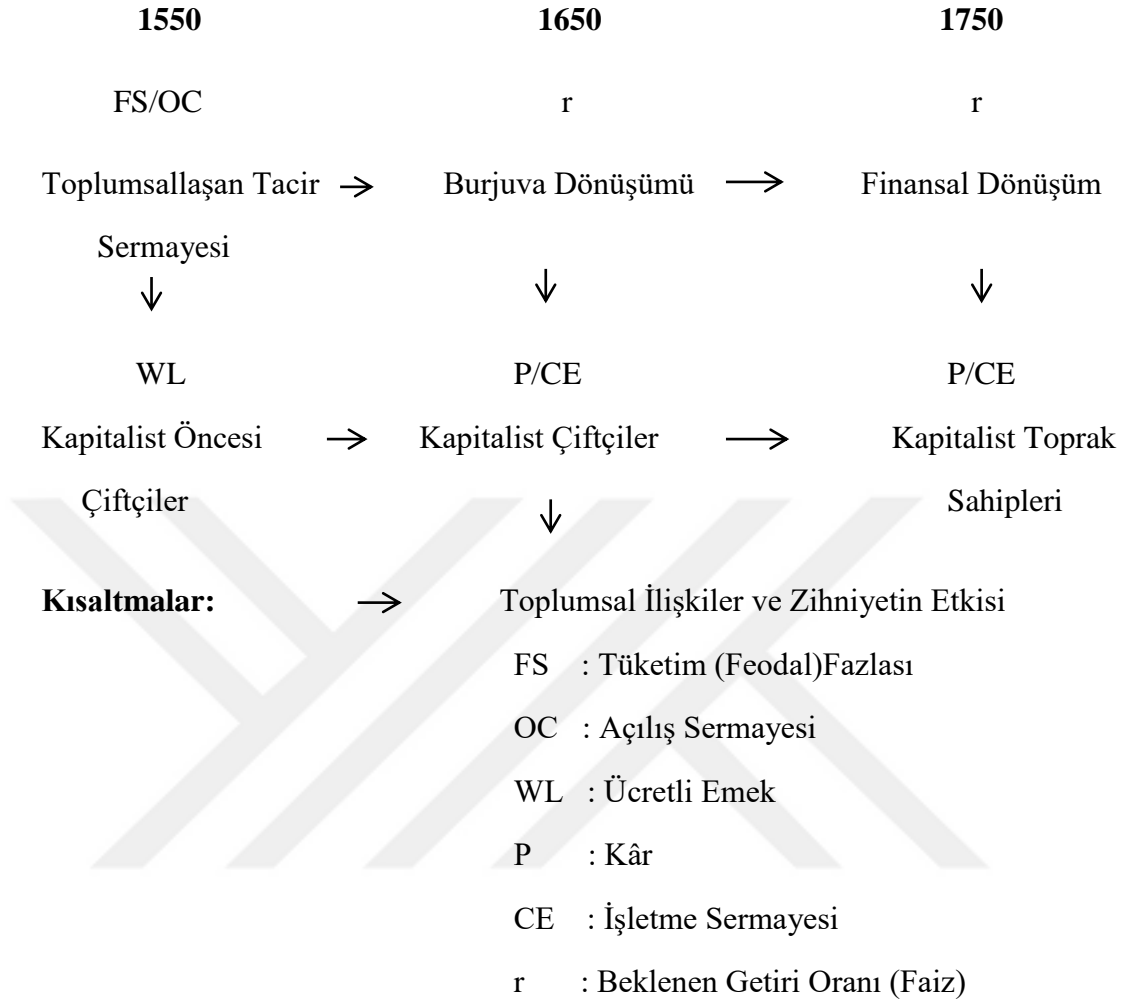 1550 1650 1750
FS/OC r r
Toplumsallaşan Tacir → Burjuva Dönüşümü → Finansal Dönüşüm
Sermayesi
↓ ↓ ↓
WL P/CE P/CE
Kapitalist Öncesi → Kapitalist Çiftçiler → Kapitalist Toprak
Çiftçiler Sahipleri
↓
Kısaltmalar: → Toplumsal İlişkiler ve Zihniyetin Etkisi
FS : Tüketim (Feodal)Fazlası
OC : Açılış Sermayesi
WL : Ücretli Emek
P : Kâr
CE : İşletme Sermayesi
r : Beklenen Getiri Oranı (Faiz)